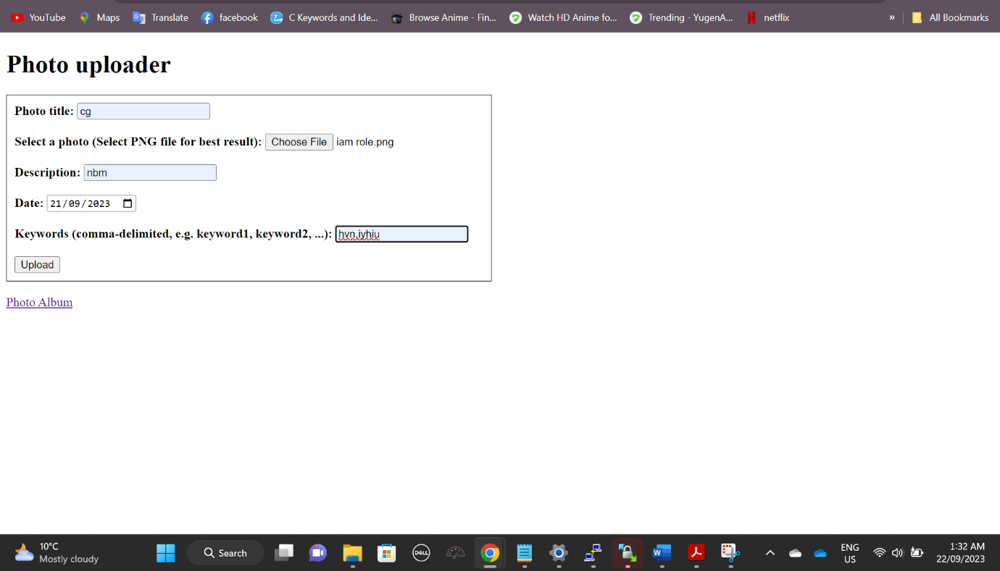 YouTube Maps Translate facebook C Keywords and Ide... Browse Anime - Fin... Watch HD Anime fo... Trending - YugenA... netflix » All Bookmarks
Photo uploader
Photo title: cg
Select a photo (Select PNG file for best result): Choose File iam role.png
Description: nbm
Date: 21/09/2023
Keywords (comma-delimited, e.g. keyword1, keyword2, ...): hvn,iyhiu
Upload
Photo Album
10°C
Mostly cloudy
Search
DELL
ENG
US
1:32 AM
22/09/2023